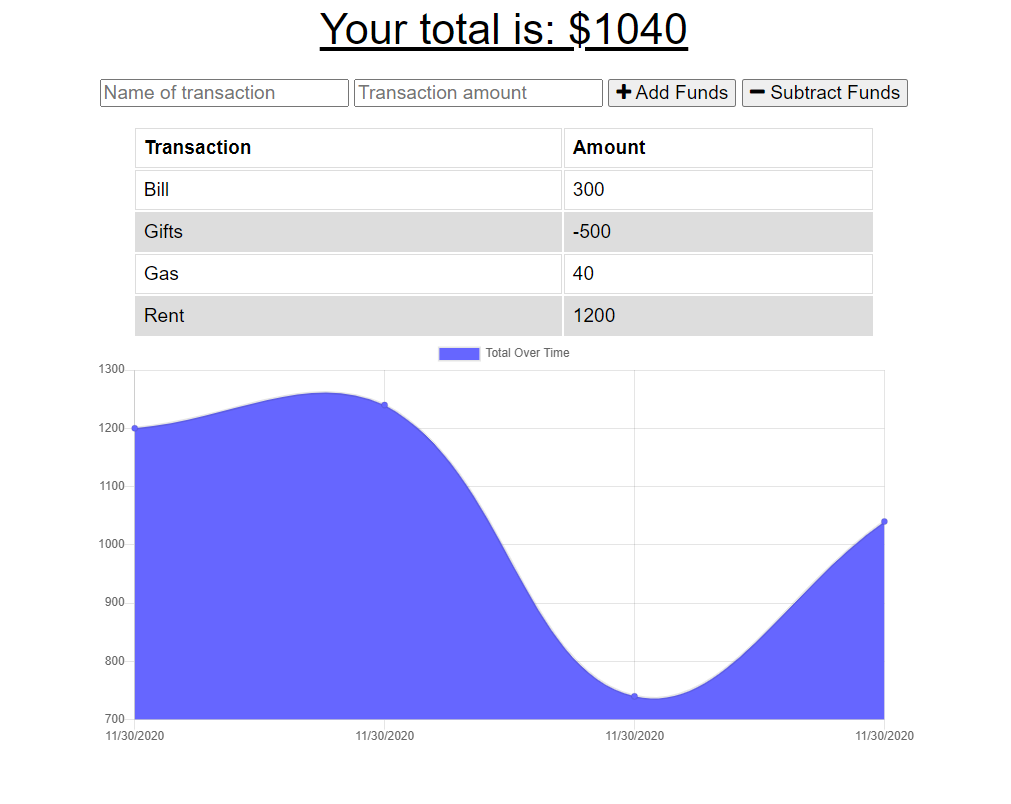 Your total is: $1040
Name of transaction Transaction amount + Add Funds − Subtract Funds
Transaction Amount
Bill 300
Gifts -500
Gas 40
Rent 1200
Total Over Time
1300
1200
1100
1000
900
800
700
11/30/2020 11/30/2020 11/30/2020 11/30/2020